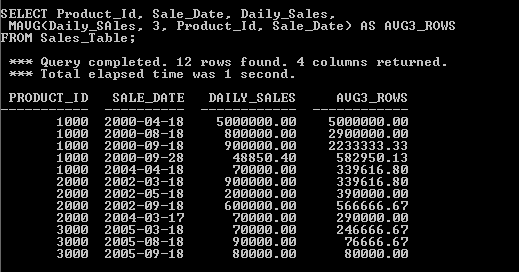 SELECT Product_Id, Sale_Date, Daily_Sales,
MAVG(Daily_SAles, 3, Product_Id, Sale_Date) AS AVG3_ROWS
FROM Sales_Table;
*** Query completed. 12 rows found. 4 columns returned.
*** Total elapsed time was 1 second.
PRODUCT_ID SALE_DATE DAILY_SALES AVG3_ROWS
1000 2000-04-18 5000000.00 5000000.00
1000 2000-08-18 800000.00 2900000.00
1000 2000-09-18 900000.00 2233333.33
1000 2000-09-28 48850.40 582950.13
1000 2004-04-18 70000.00 339616.80
2000 2002-03-18 900000.00 339616.80
2000 2002-05-18 200000.00 390000.00
2000 2002-09-18 600000.00 566666.67
2000 2004-03-17 70000.00 290000.00
3000 2005-03-18 70000.00 246666.67
3000 2005-08-18 90000.00 76666.67
3000 2005-09-18 80000.00 80000.00